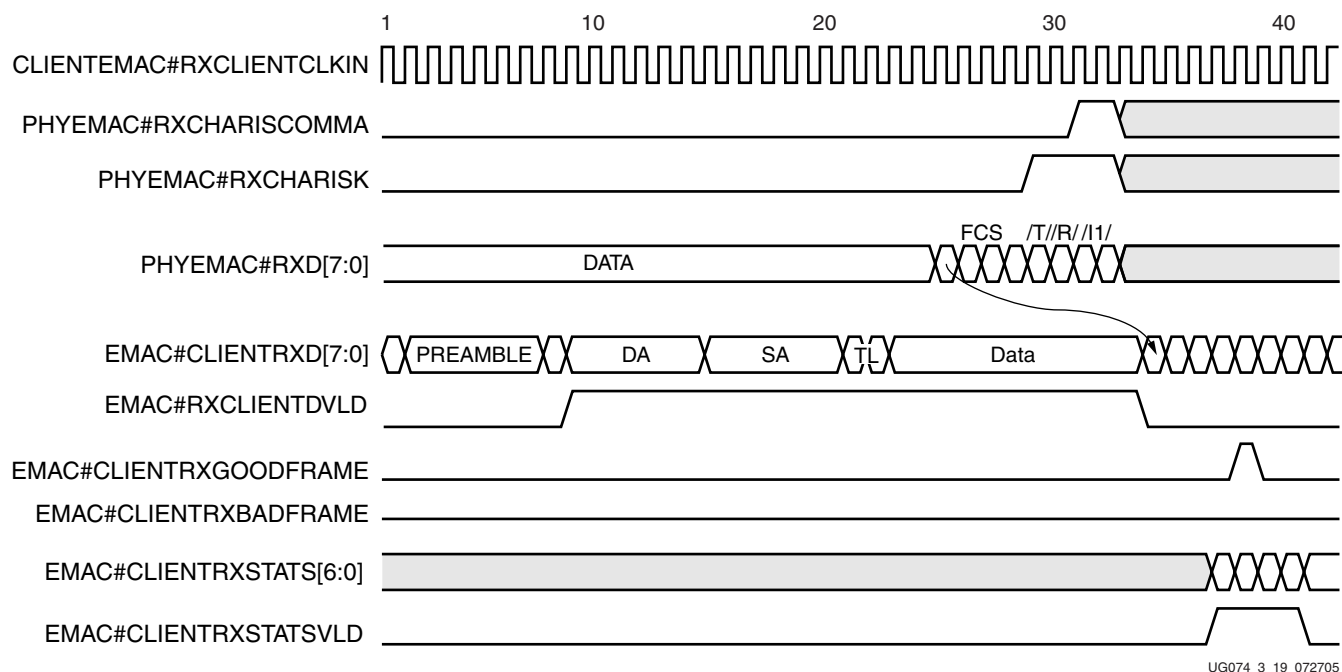 1 10 20 30 40
CLIENTEMAC#RXCLIENTCLKIN
PHYEMAC#RXCHARISCOMMA
PHYEMAC#RXCHARISK
FCS /T//R/ /I1/
PHYEMAC#RXD[7:0] DATA
EMAC#CLIENTRXD[7:0] PREAMBLE DA SA TL Data
EMAC#RXCLIENTDVLD
EMAC#CLIENTRXGOODFRAME
EMAC#CLIENTRXBADFRAME
EMAC#CLIENTRXSTATS[6:0]
EMAC#CLIENTRXSTATSVLD
UG074_3_19_072705